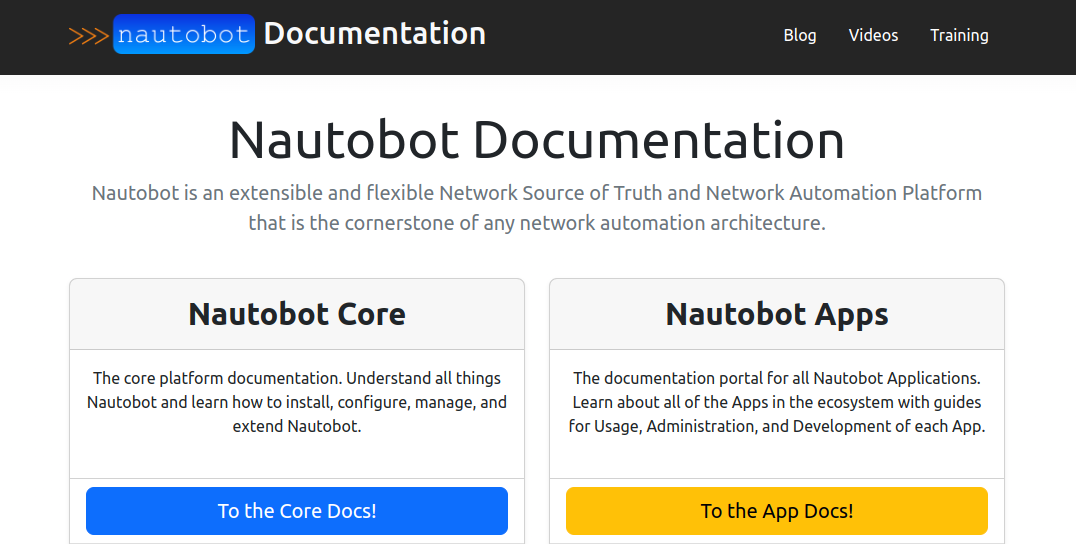 >>> nautobot Documentation
Blog Videos Training
Nautobot Documentation
Nautobot is an extensible and flexible Network Source of Truth and Network Automation Platform
that is the cornerstone of any network automation architecture.
Nautobot Core
The core platform documentation. Understand all things
Nautobot and learn how to install, configure, manage, and
extend Nautobot.
To the Core Docs!
Nautobot Apps
The documentation portal for all Nautobot Applications.
Learn about all of the Apps in the ecosystem with guides
for Usage, Administration, and Development of each App.
To the App Docs!